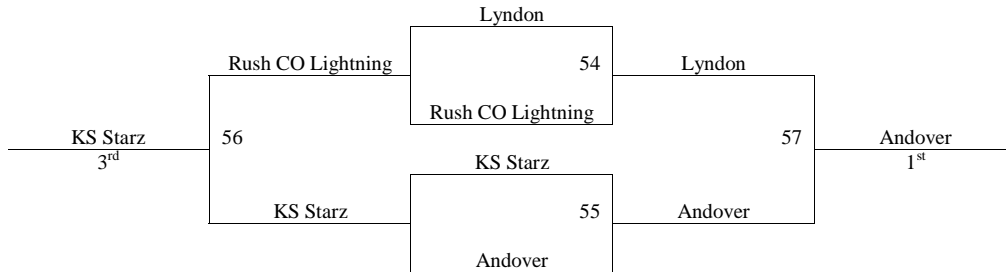 Lyndon
Rush CO Lightning 54 Lyndon
Rush CO Lightning
KS Starz 56 57 Andover
3rd KS Starz 1st
KS Starz 55 Andover
Andover